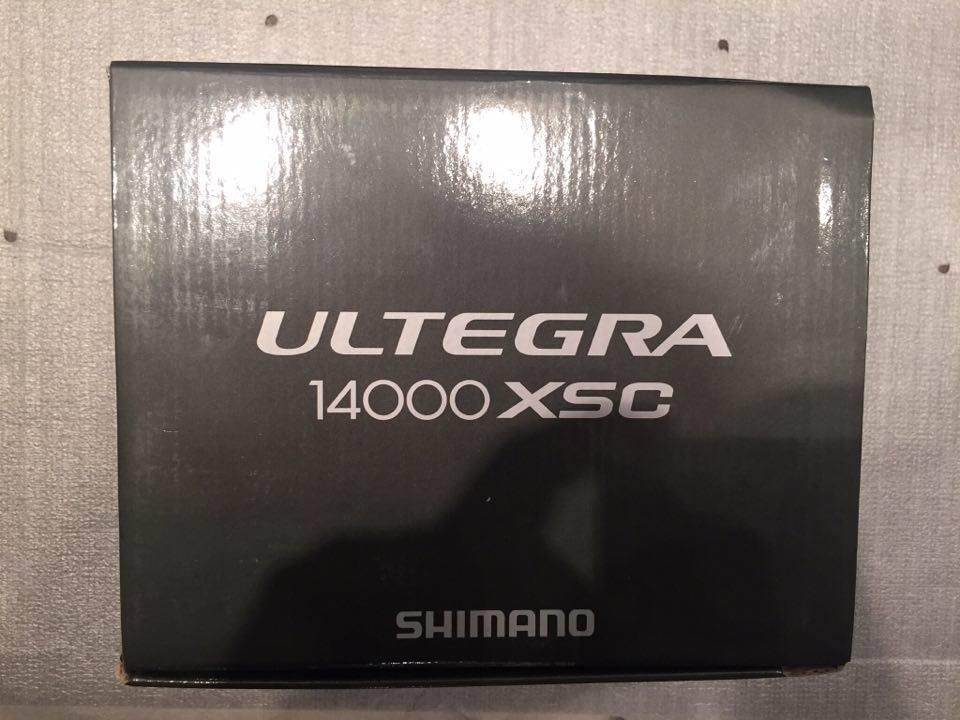 ULTEGRA
14000 XSC
SHIMANO